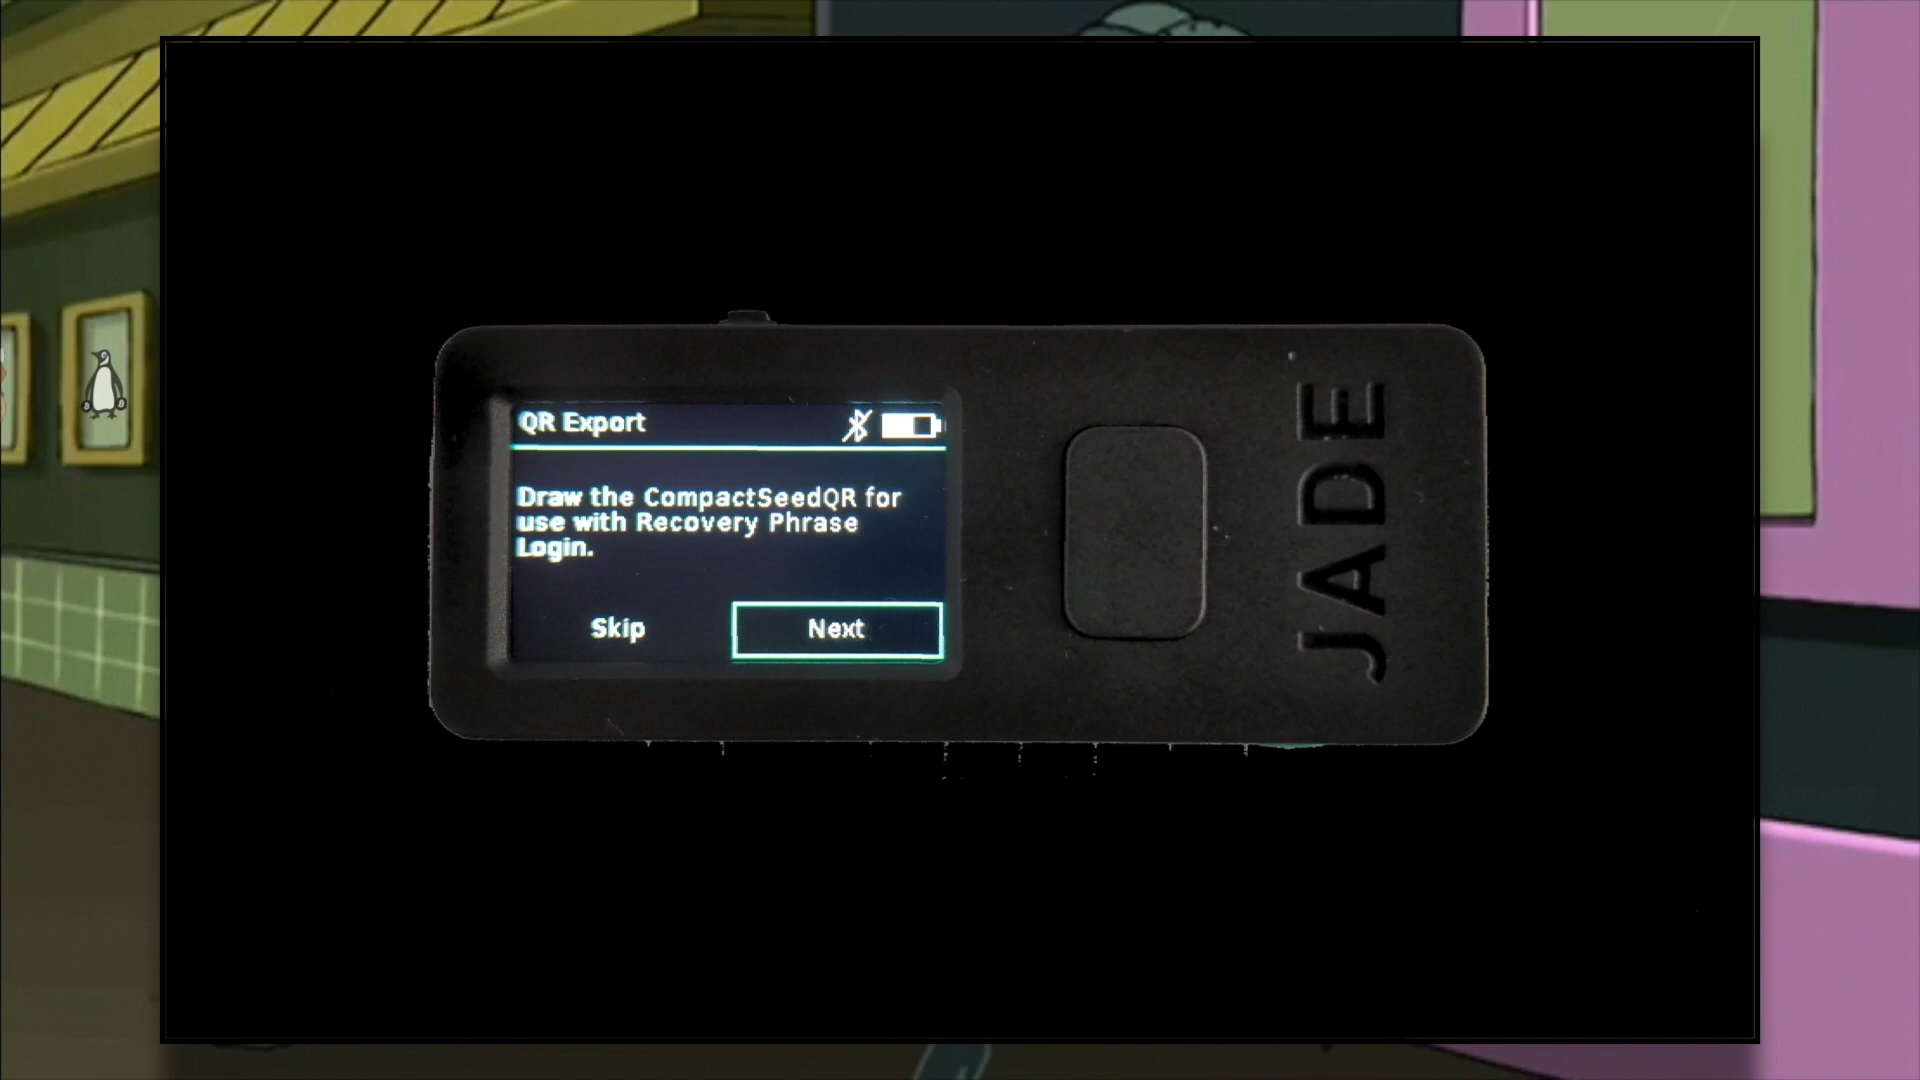 QR Export
Draw the CompactSeedQR for
use with Recovery Phrase
Login.
Skip
Next
JADE